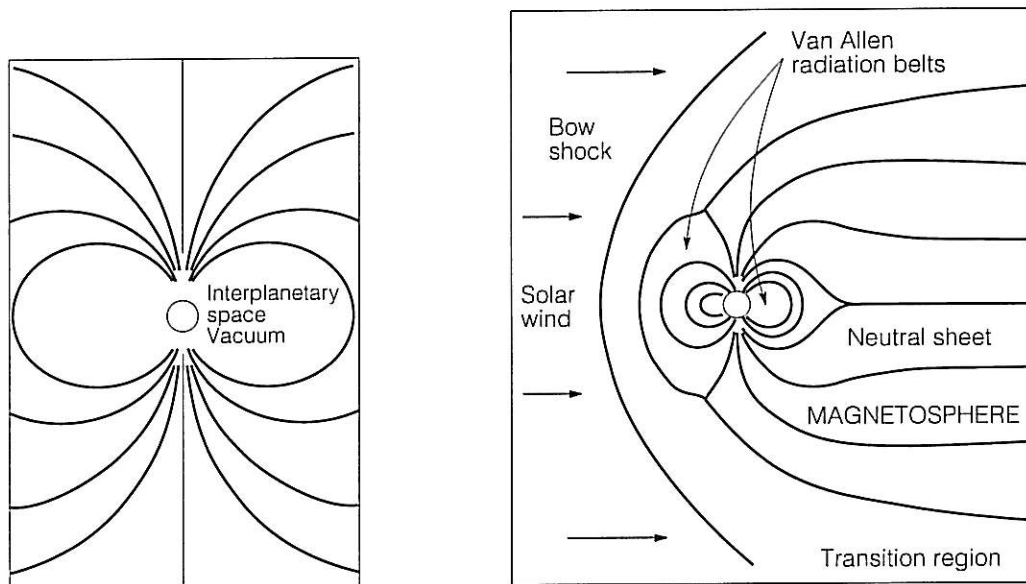 Interplanetary
space
Vacuum
Van Allen
radiation belts
Bow
shock
Solar
wind
Neutral sheet
MAGNETOSPHERE
Transition region